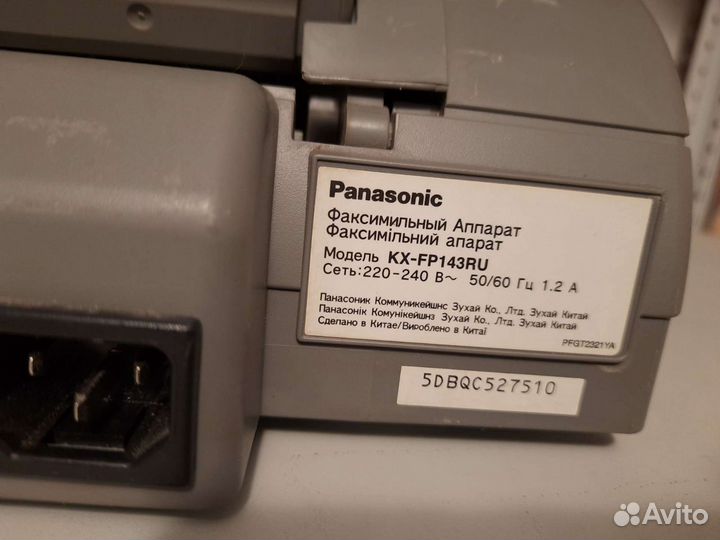 Panasonic
Факсимильный Аппарат
Факсимільний апарат
Модель KX-FP143RU
Сеть:220-240 В~ 50/60 Гц 1.2 А
Панасоник Коммуникейшнс Зухай Ко., Лтд. Зухай Китай
Панасонік Комунікейшнз Зухай Ко., Лтд. Зухай Китай
Сделано в Китае/Вироблено в Китаї
PFGT2321YA
5DBQC527510
Avito